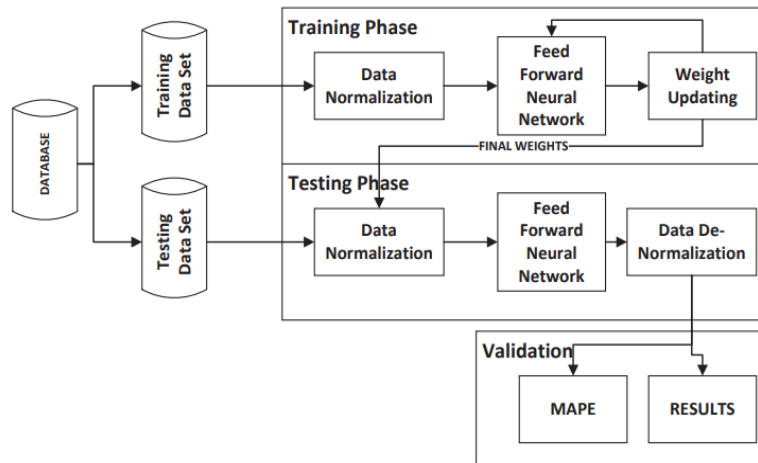 Training Phase
Training
Data Set
Data
Normalization
Feed
Forward
Neural
Network
Weight
Updating
DATABASE
FINAL WEIGHTS
Testing Phase
Testing
Data Set
Data
Normalization
Feed
Forward
Neural
Network
Data De-
Normalization
Validation
MAPE
RESULTS